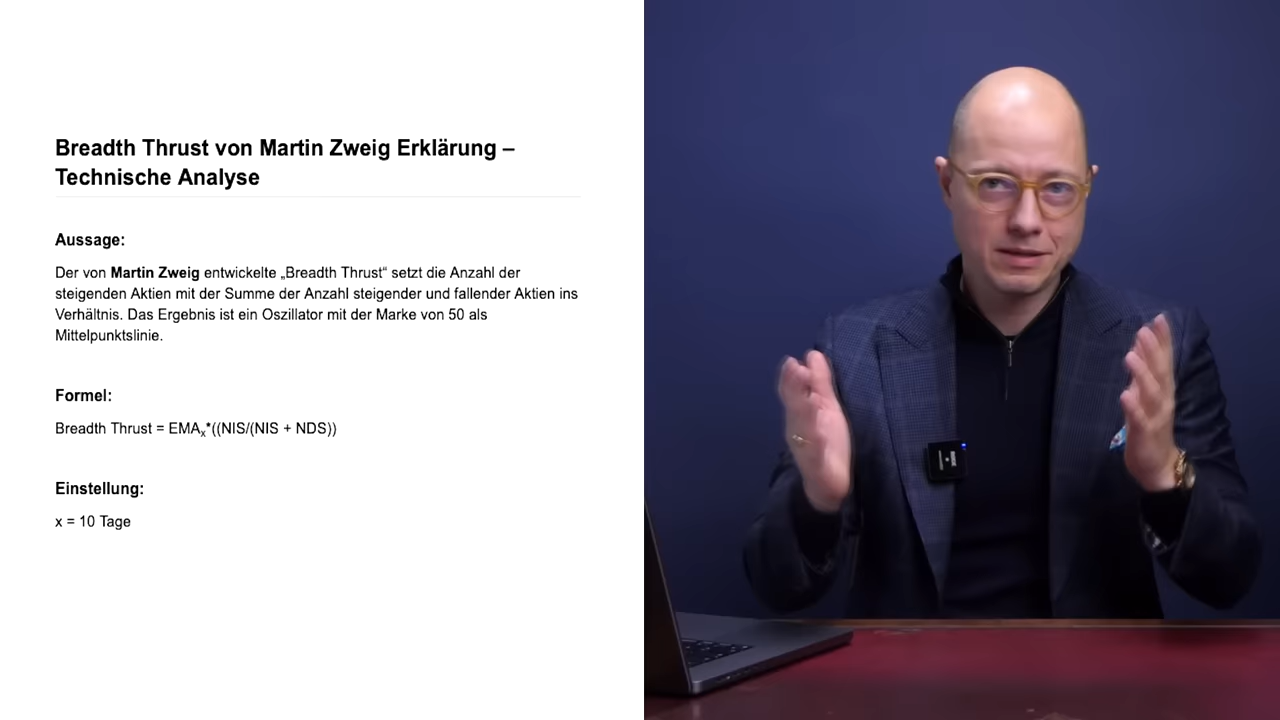 Breadth Thrust von Martin Zweig Erklärung –
Technische Analyse
Aussage:
Der von Martin Zweig entwickelte „Breadth Thrust“ setzt die Anzahl der
steigenden Aktien mit der Summe der Anzahl steigender und fallender Aktien ins
Verhältnis. Das Ergebnis ist ein Oszillator mit der Marke von 50 als
Mittelpunktslinie.
Formel:
Breadth Thrust = EMAx*((NIS/(NIS + NDS))
Einstellung:
x = 10 Tage